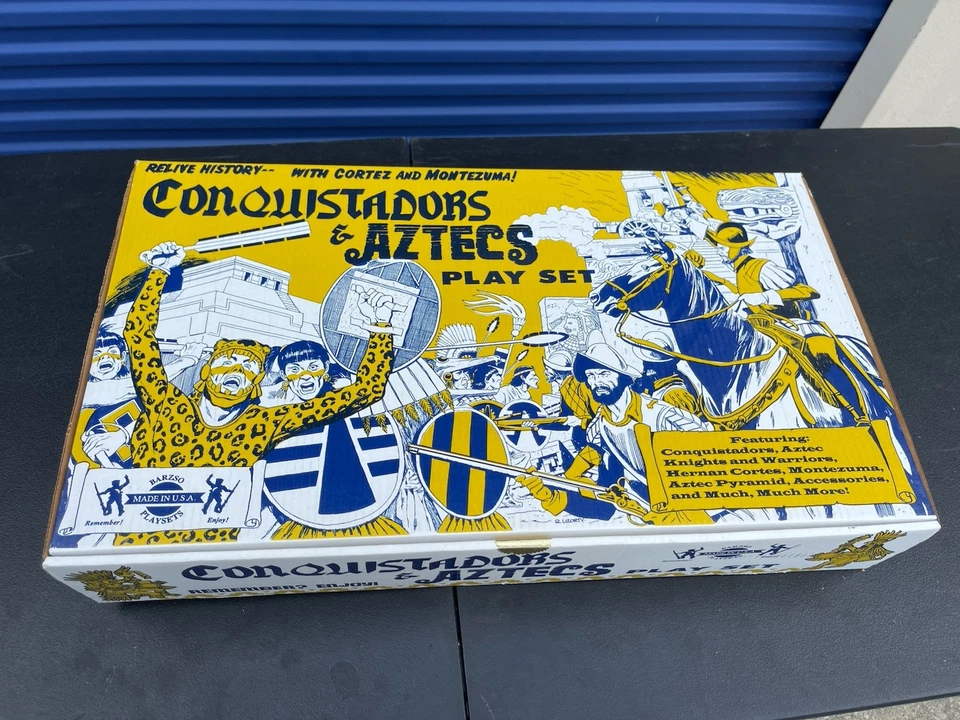 RELIVE HISTORY-- WITH CORTEZ AND MONTEZUMA!
CONQUISTADORS
& AZTECS
PLAY SET
Featuring:
Conquistadors, Aztec
Knights and Warriors,
Hernan Cortes, Montezuma,
Aztec Pyramid, Accessories,
and Much, Much More!
BARZSO
MADE IN U.S.A.
PLAYSETS
Remember!
Enjoy!
CONQUISTADORS
& AZTECS PLAY SET
REMEMBER? ENJOY!